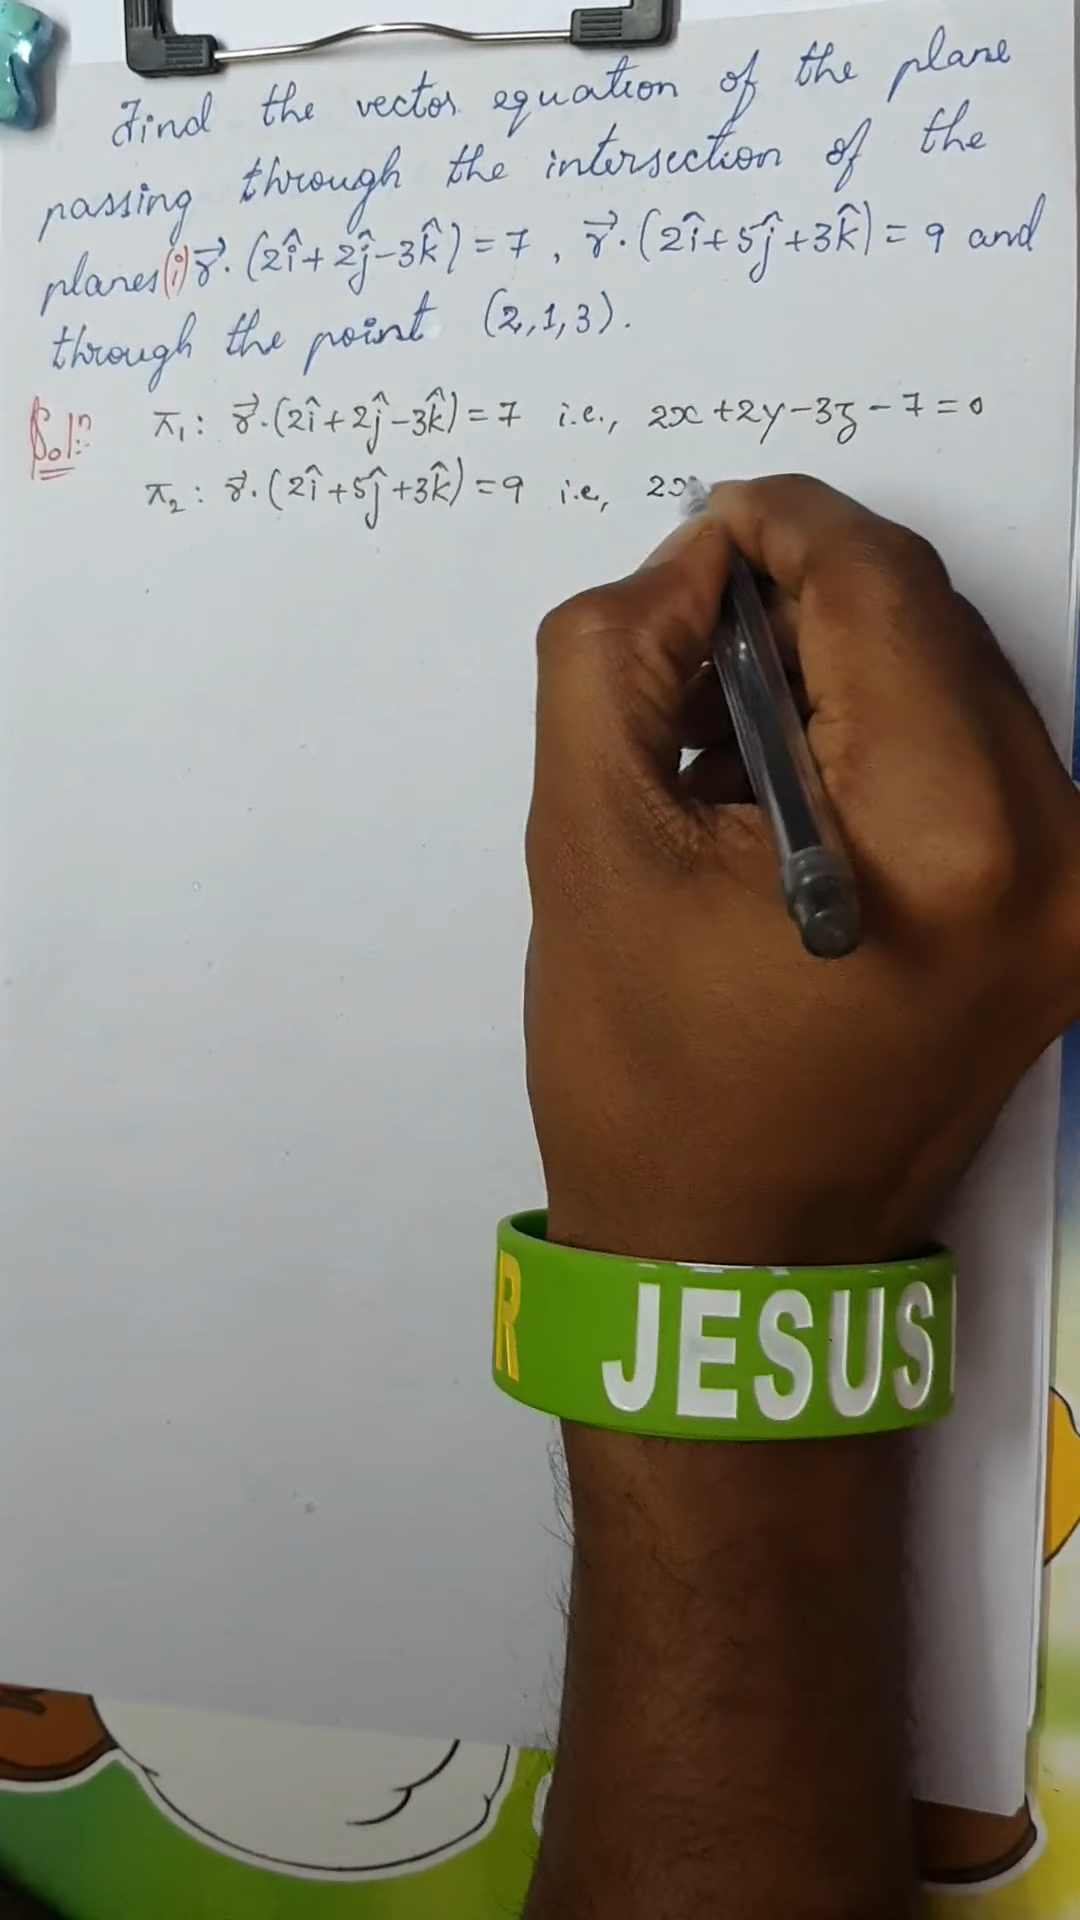 Find the vector equation of the plane
passing through the intersection of the
planes (i) r⃗·(2î+2ĵ-3k̂)=7, r⃗·(2î+5ĵ+3k̂)=9 and
through the point (2,1,3).
Sol:n π₁: r⃗·(2î+2ĵ-3k̂)=7 i.e., 2x+2y-3z-7=0
π₂: r⃗·(2î+5ĵ+3k̂)=9 i.e, 2x
R JESUS